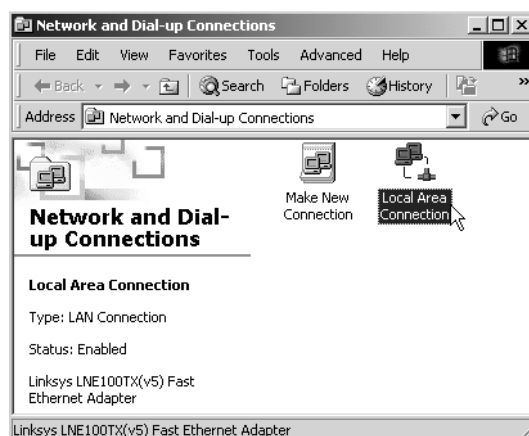 Network and Dial-up Connections
File Edit View Favorites Tools Advanced Help
Back Search Folders History »
Address Network and Dial-up Connections Go
Make New
Connection
Local Area
Connection
Network and Dial-
up Connections
Local Area Connection
Type: LAN Connection
Status: Enabled
Linksys LNE100TX(v5) Fast
Ethernet Adapter
Linksys LNE100TX(v5) Fast Ethernet Adapter